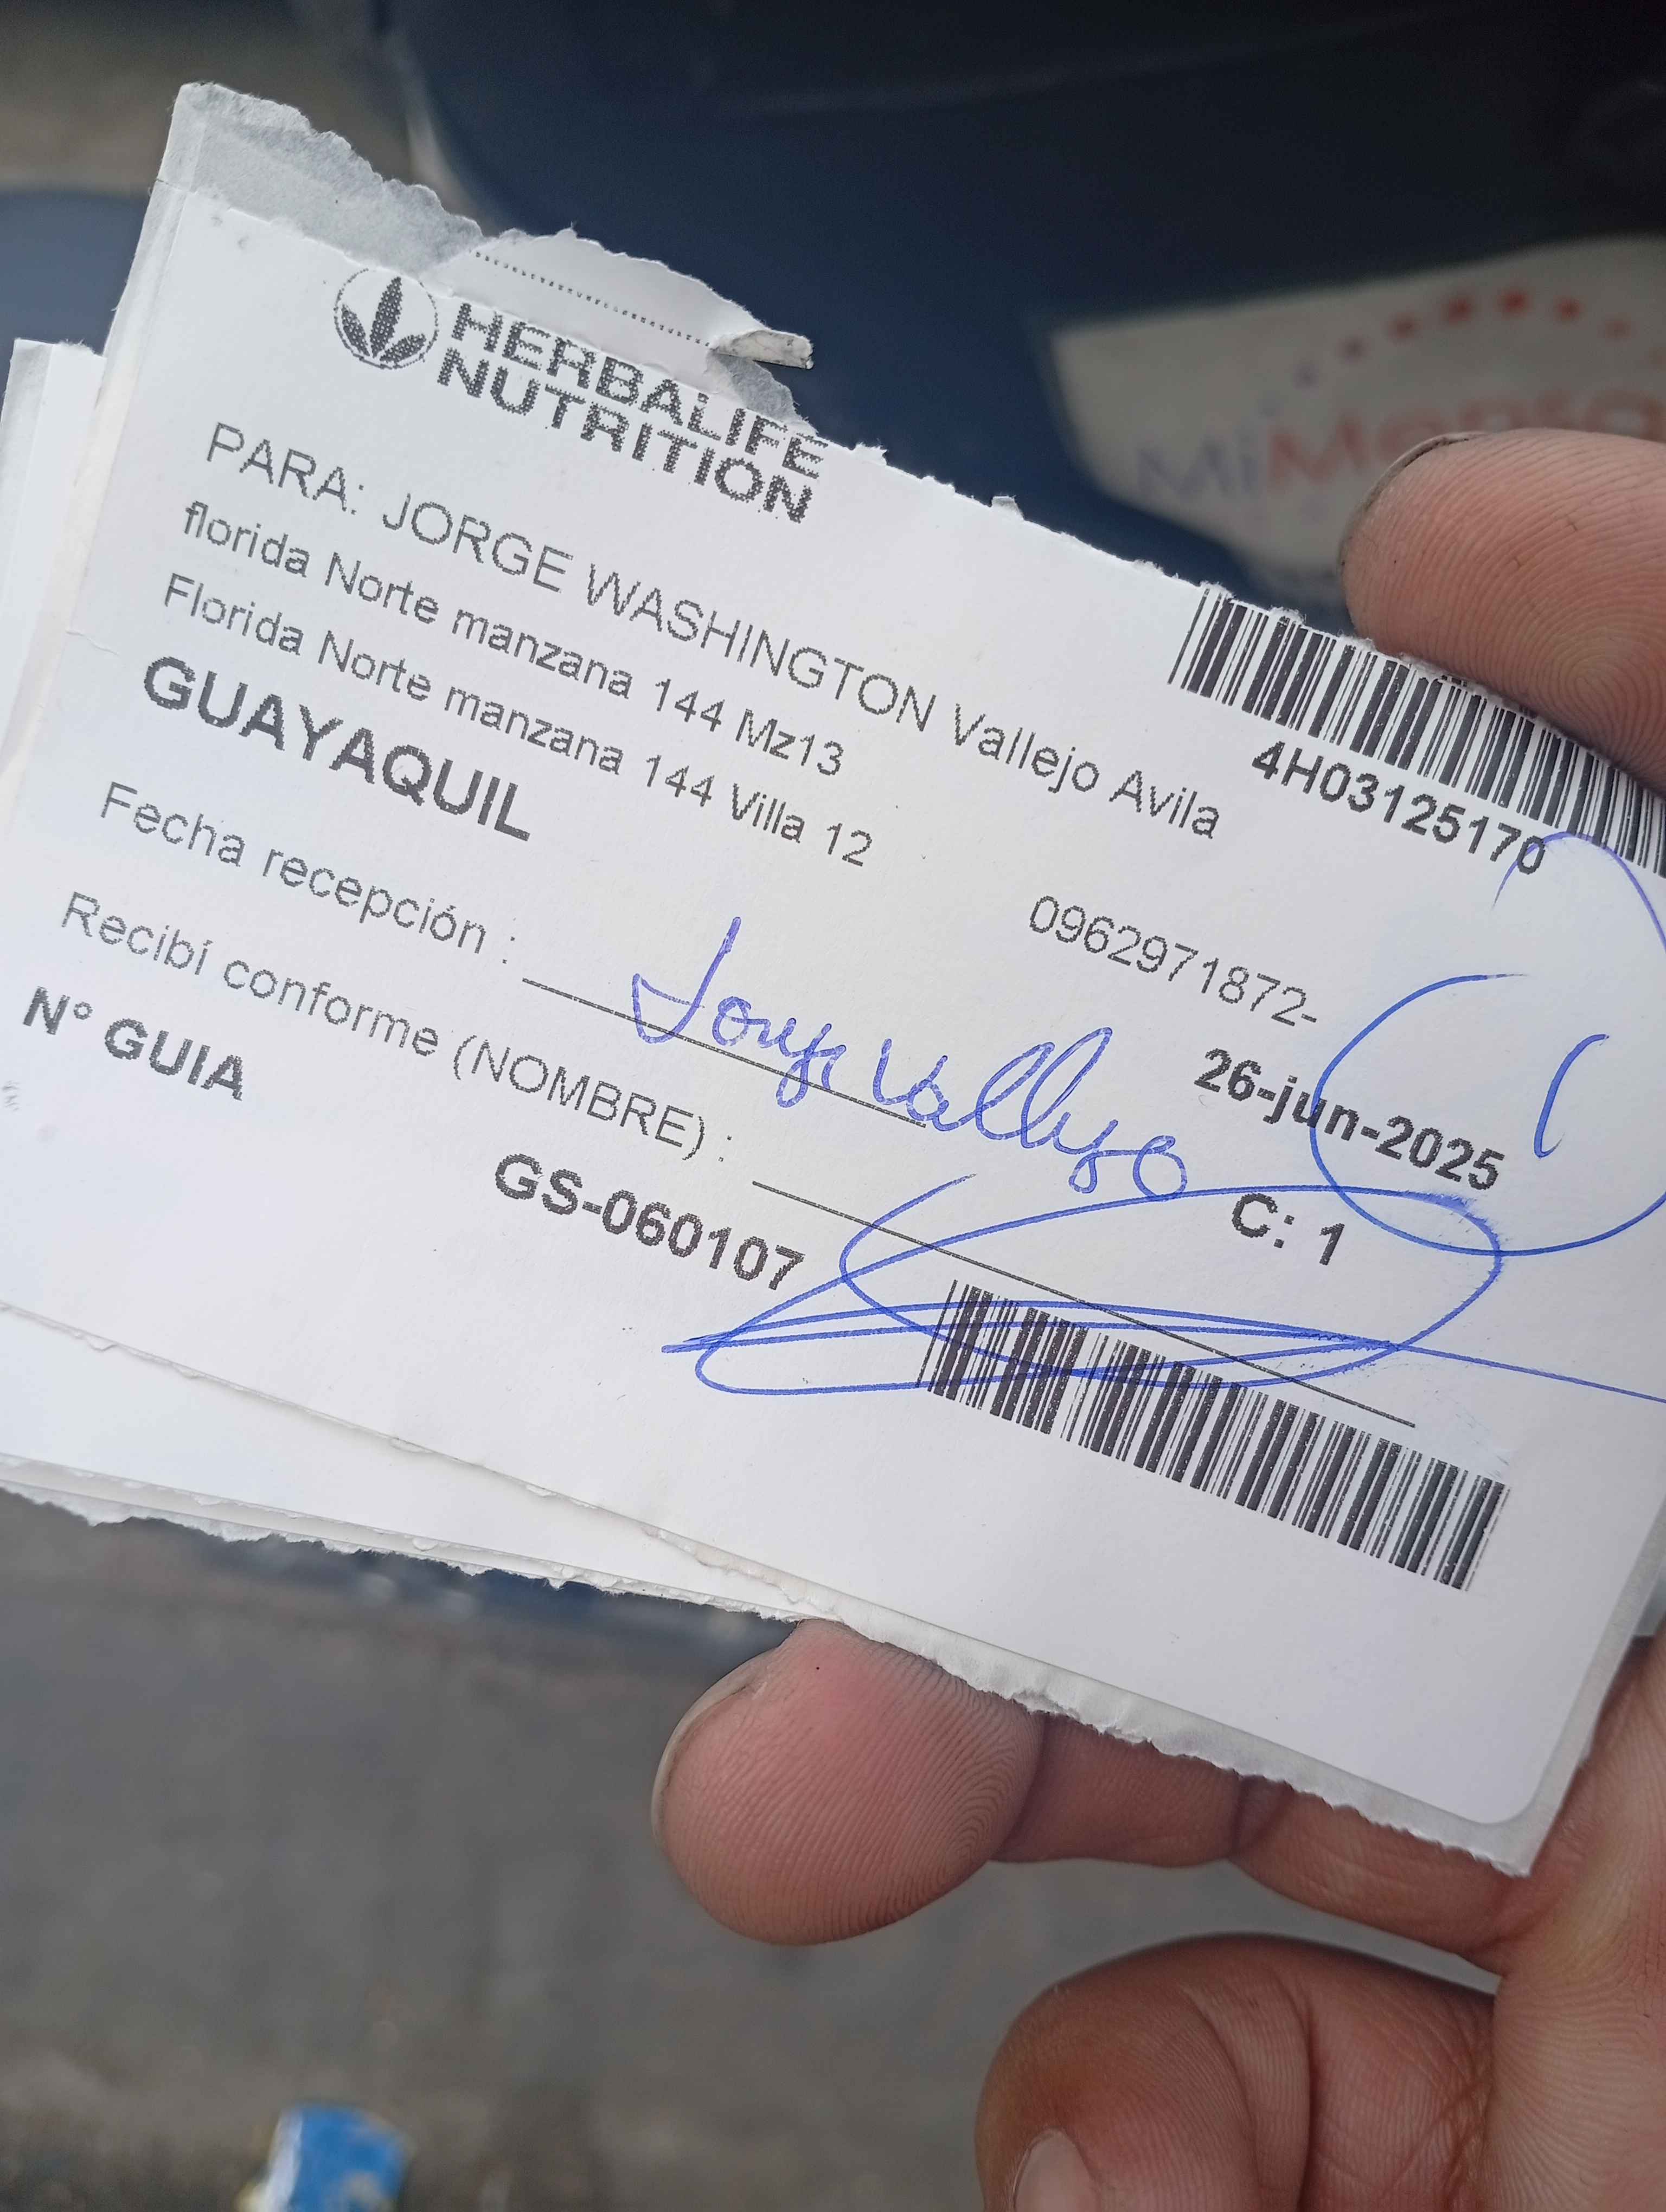 HERBALIFE
NUTRITION
PARA: JORGE WASHINGTON Vallejo Avila
florida Norte manzana 144 Mz13
Florida Norte manzana 144 Villa 12
GUAYAQUIL
4H03125170
0962971872-
Fecha recepción :
Jorge Vallejo
26-jun-2025
Recibí conforme (NOMBRE) :
C: 1
N° GUIA
GS-060107